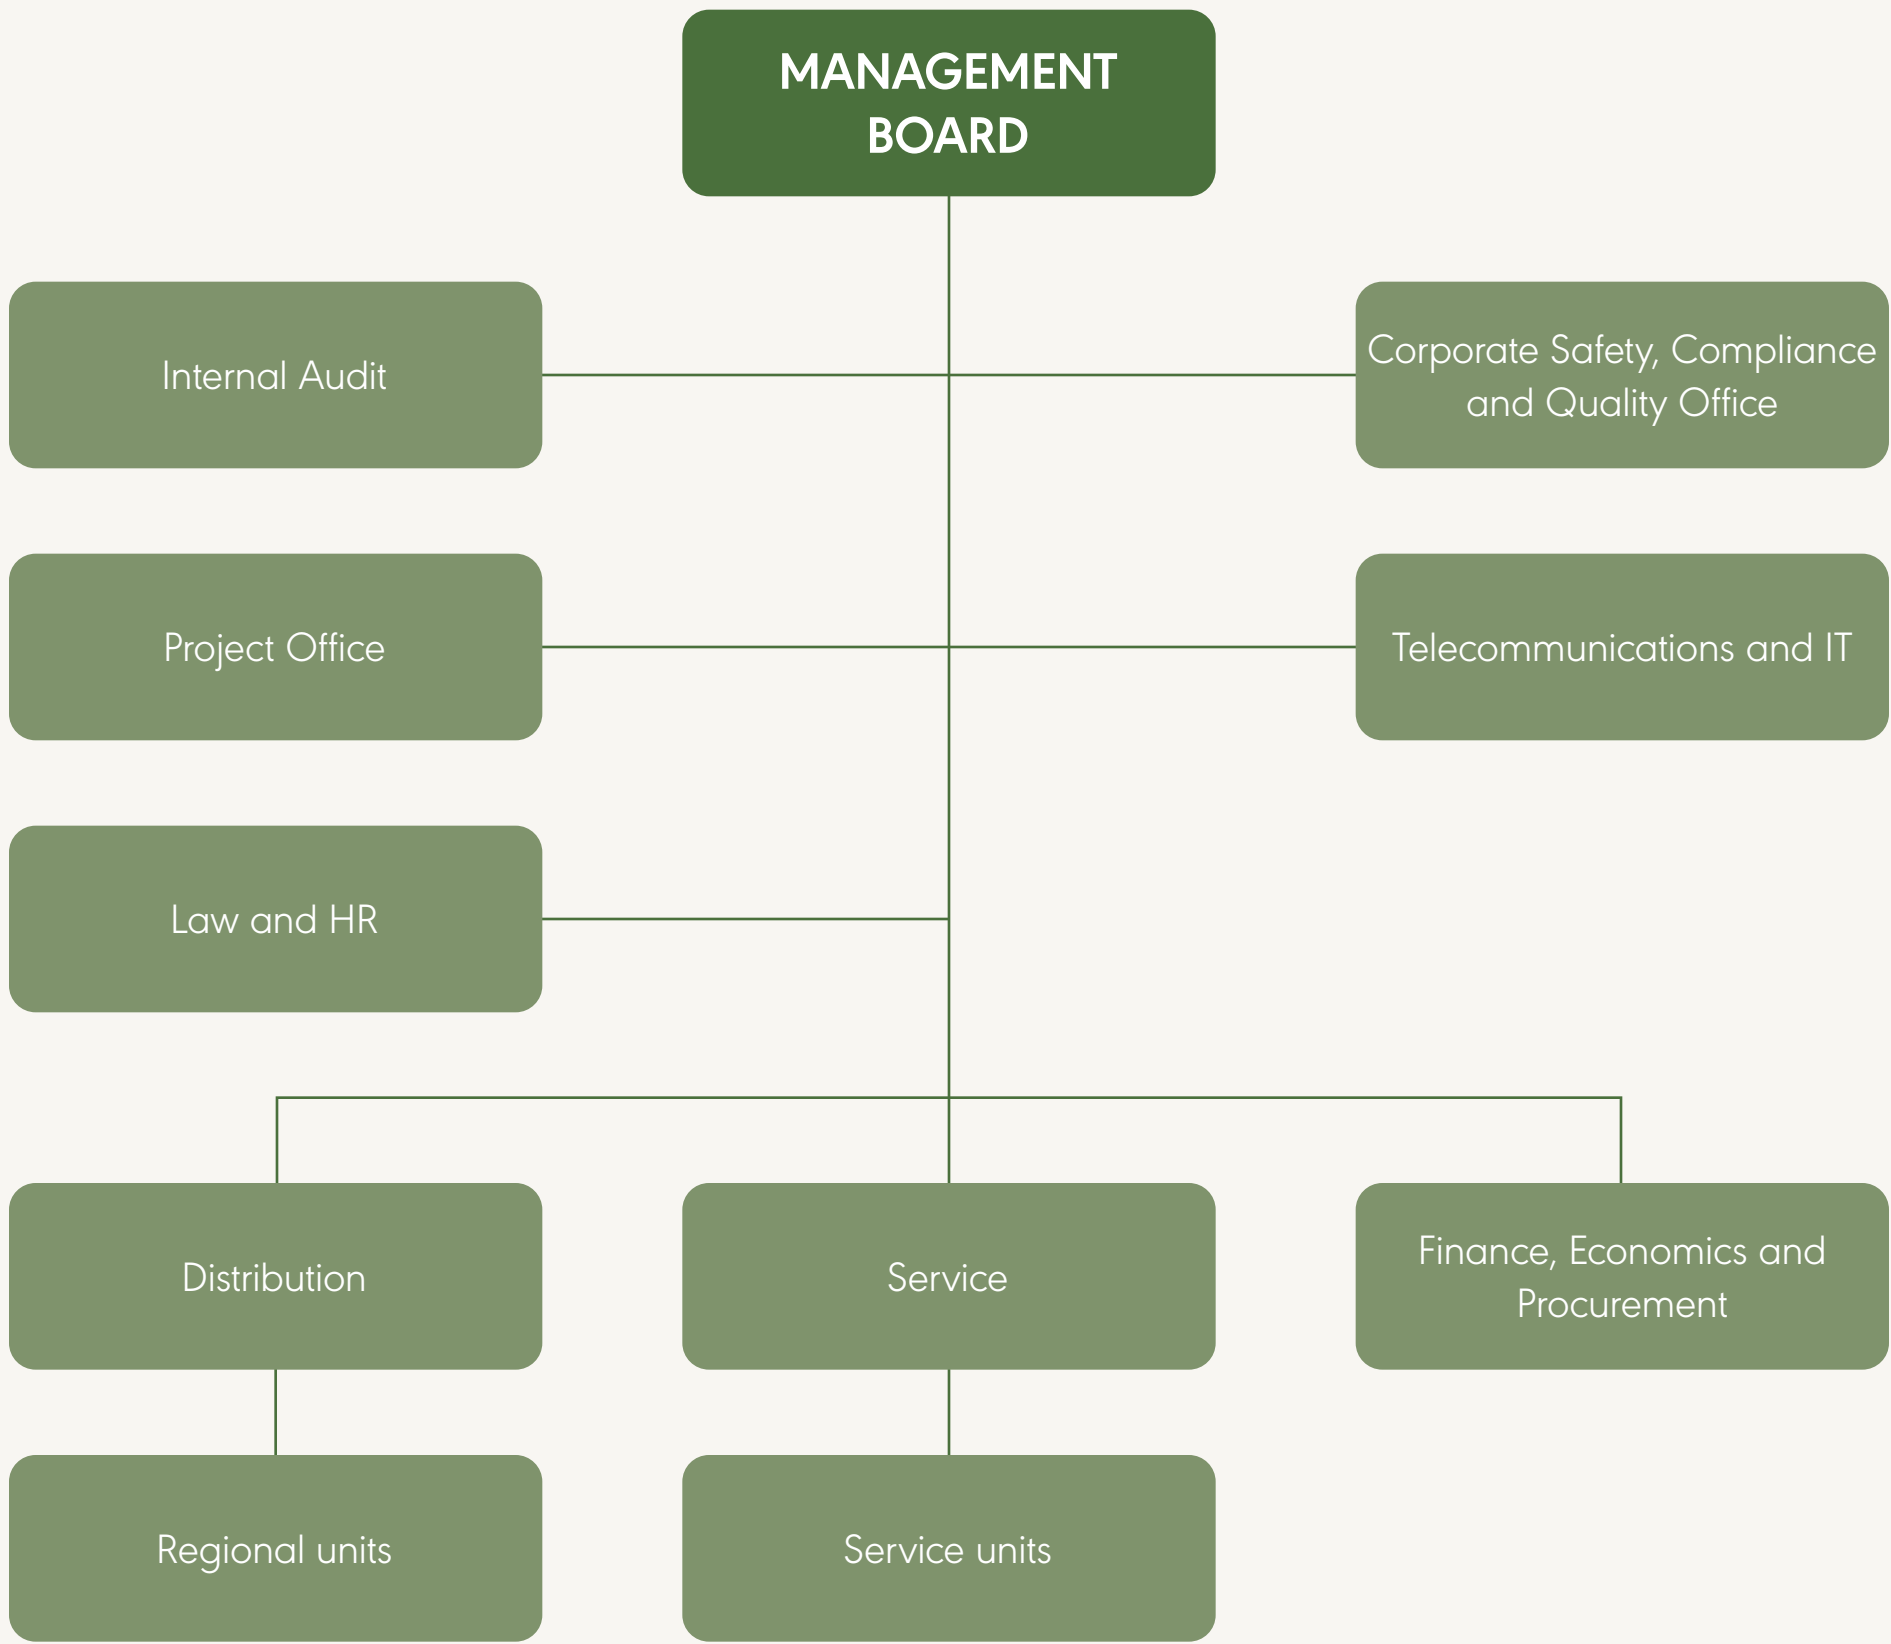 MANAGEMENT
BOARD
Internal Audit
Corporate Safety, Compliance
and Quality Office
Project Office
Telecommunications and IT
Law and HR
Distribution
Service
Finance, Economics and
Procurement
Regional units
Service units